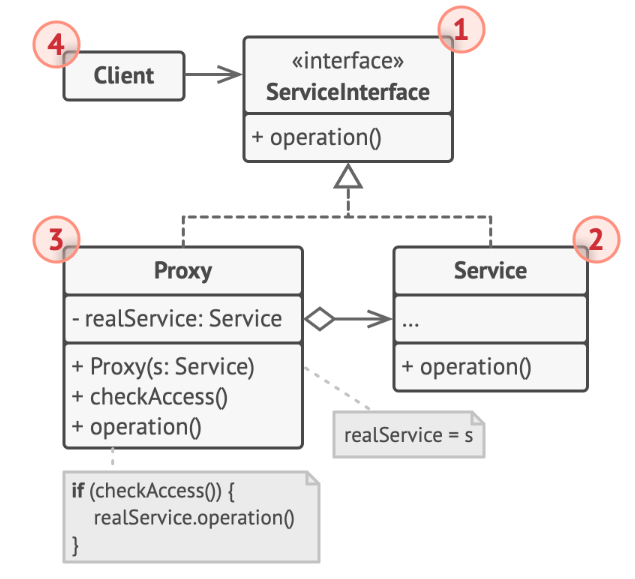 1
4
Client
«interface»
ServiceInterface
+ operation()
3
2
Proxy
Service
- realService: Service
...
+ Proxy(s: Service)
+ checkAccess()
+ operation()
+ operation()
realService = s
if (checkAccess()) {
realService.operation()
}